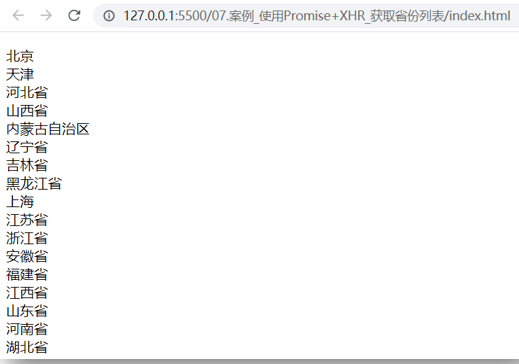 127.0.0.1:5500/07.案例_使用Promise+XHR_获取省份列表/index.html
北京
天津
河北省
山西省
内蒙古自治区
辽宁省
吉林省
黑龙江省
上海
江苏省
浙江省
安徽省
福建省
江西省
山东省
河南省
湖北省